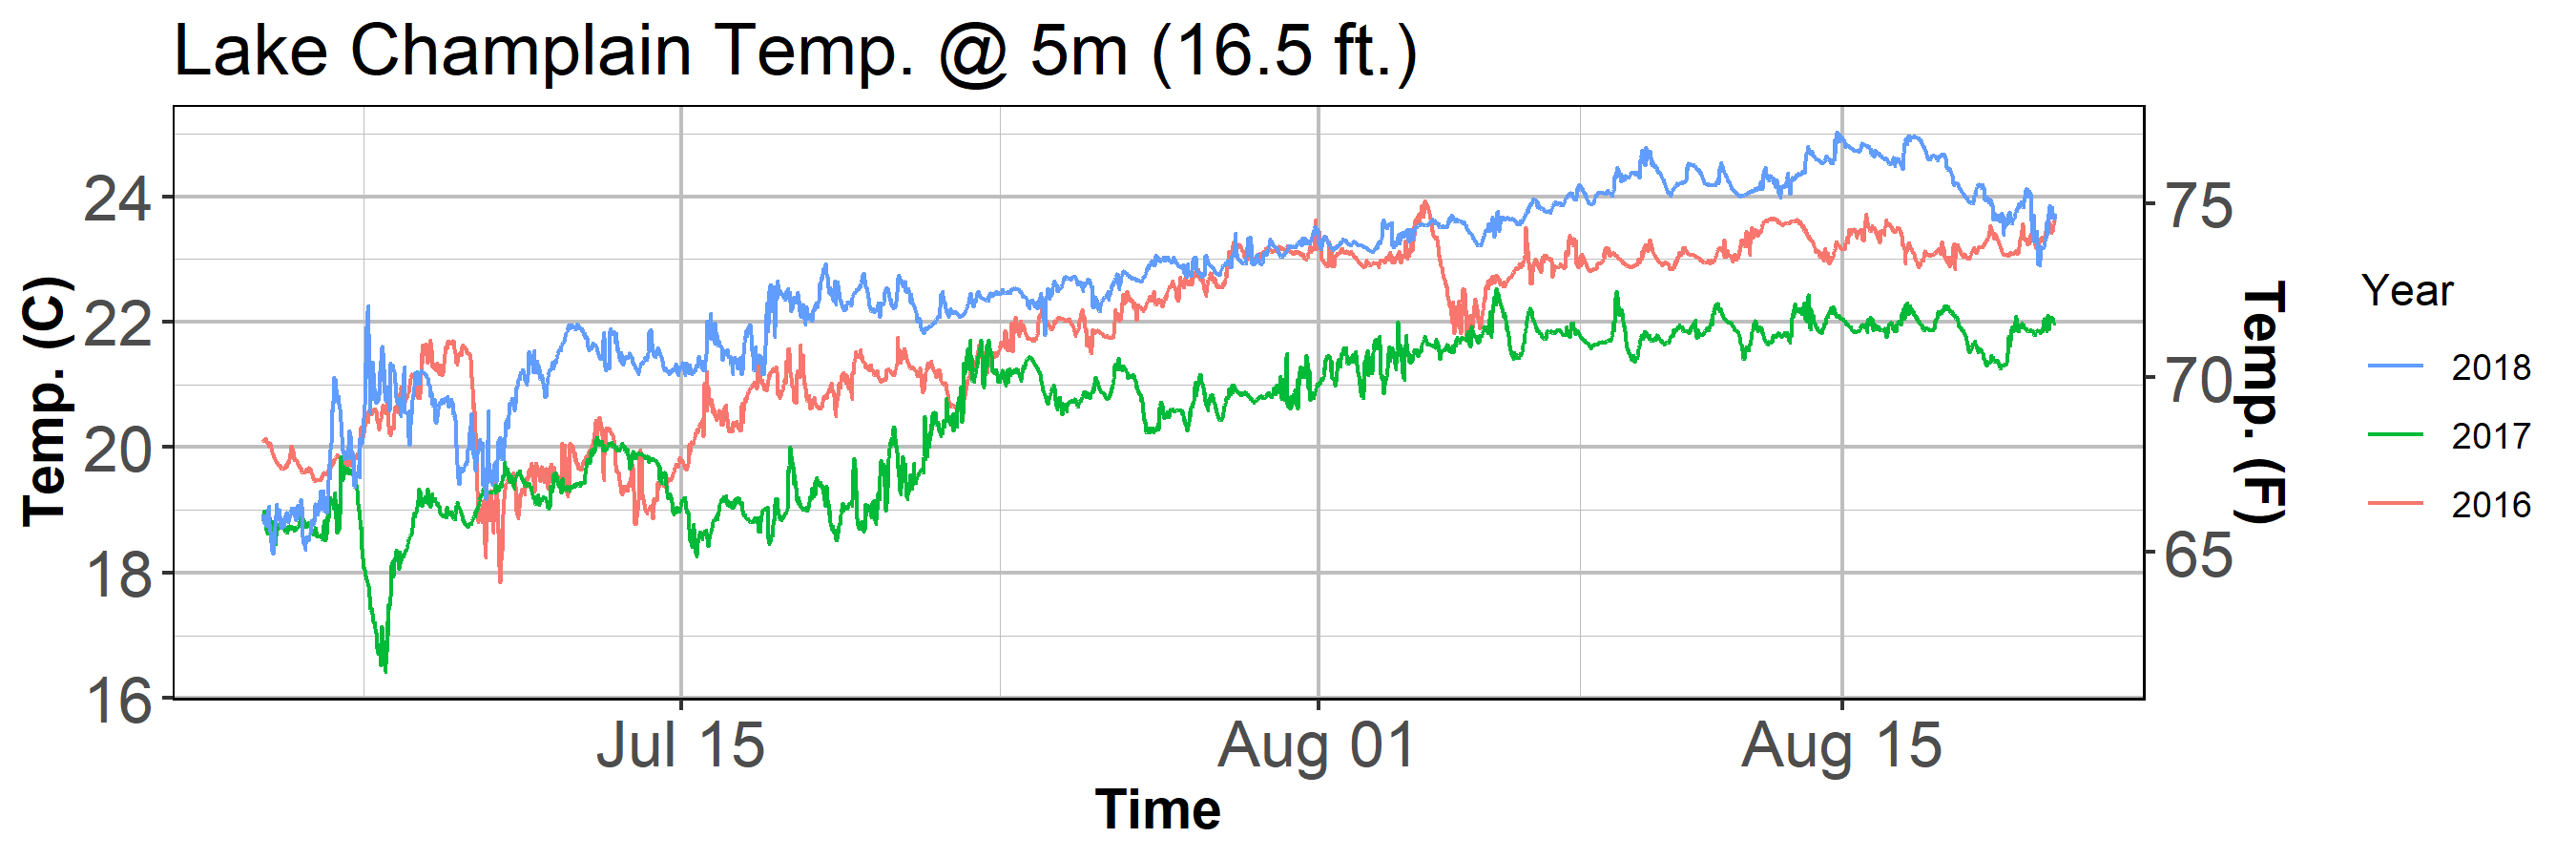 Lake Champlain Temp. @ 5m (16.5 ft.)
Temp. (C)
24
22
20
18
16
75
70
65
Temp. (F)
Jul 15
Aug 01
Aug 15
Time
Year
2018
2017
2016